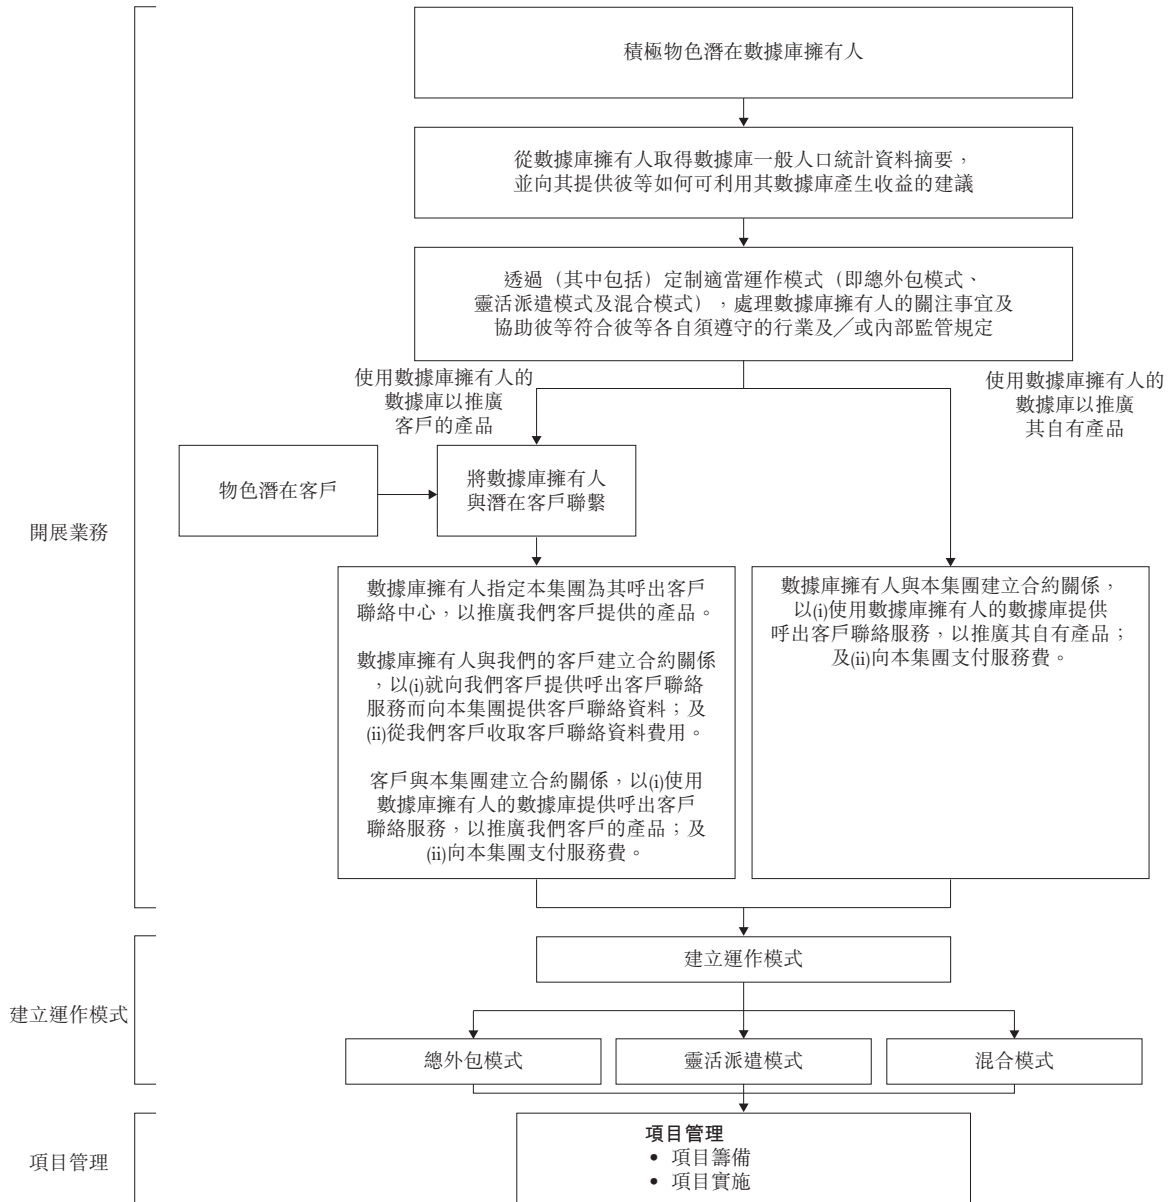 積極物色潛在數據庫擁有人
從數據庫擁有人取得數據庫一般人口統計資料摘要，
並向其提供彼等如何可利用其數據庫產生收益的建議
透過（其中包括）定制適當運作模式（即總外包模式、
靈活派遣模式及混合模式），處理數據庫擁有人的關注事宜及
協助彼等符合彼等各自須遵守的行業及╱或內部監管規定
使用數據庫擁有人的
數據庫以推廣
客戶的產品
使用數據庫擁有人的
數據庫以推廣
其自有產品
物色潛在客戶
將數據庫擁有人
與潛在客戶聯繫
開展業務
數據庫擁有人指定本集團為其呼出客戶
聯絡中心，以推廣我們客戶提供的產品。
數據庫擁有人與我們的客戶建立合約關係
，以(i)就向我們客戶提供呼出客戶聯絡
服務而向本集團提供客戶聯絡資料；及
(ii)從我們客戶收取客戶聯絡資料費用。
客戶與本集團建立合約關係，以(i)使用
數據庫擁有人的數據庫提供呼出客戶
聯絡服務，以推廣我們客戶的產品；及
(ii)向本集團支付服務費。
數據庫擁有人與本集團建立合約關係，
以(i)使用數據庫擁有人的數據庫提供
呼出客戶聯絡服務，以推廣其自有產品；
及(ii)向本集團支付服務費。
建立運作模式
建立運作模式
總外包模式
靈活派遣模式
混合模式
項目管理
項目管理
• 項目籌備
• 項目實施